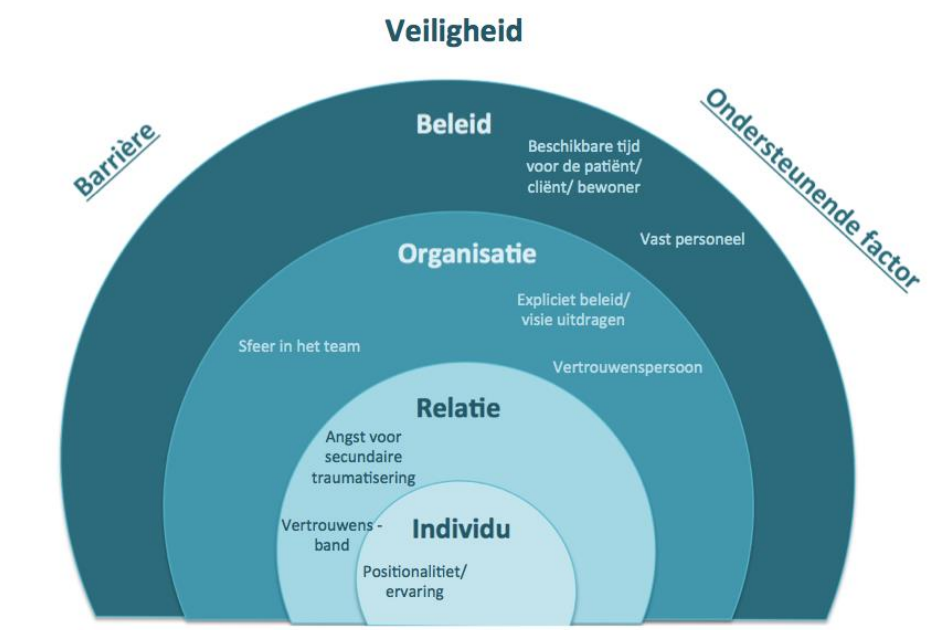 Veiligheid
Barrière
Ondersteunende factor
Beleid
Beschikbare tijd
voor de patiënt/
cliënt/ bewoner
Vast personeel
Organisatie
Expliciet beleid/
visie uitdragen
Sfeer in het team
Vertrouwenspersoon
Relatie
Angst voor
secundaire
traumatisering
Vertrouwens -
band
Individu
Positionalitiet/
ervaring